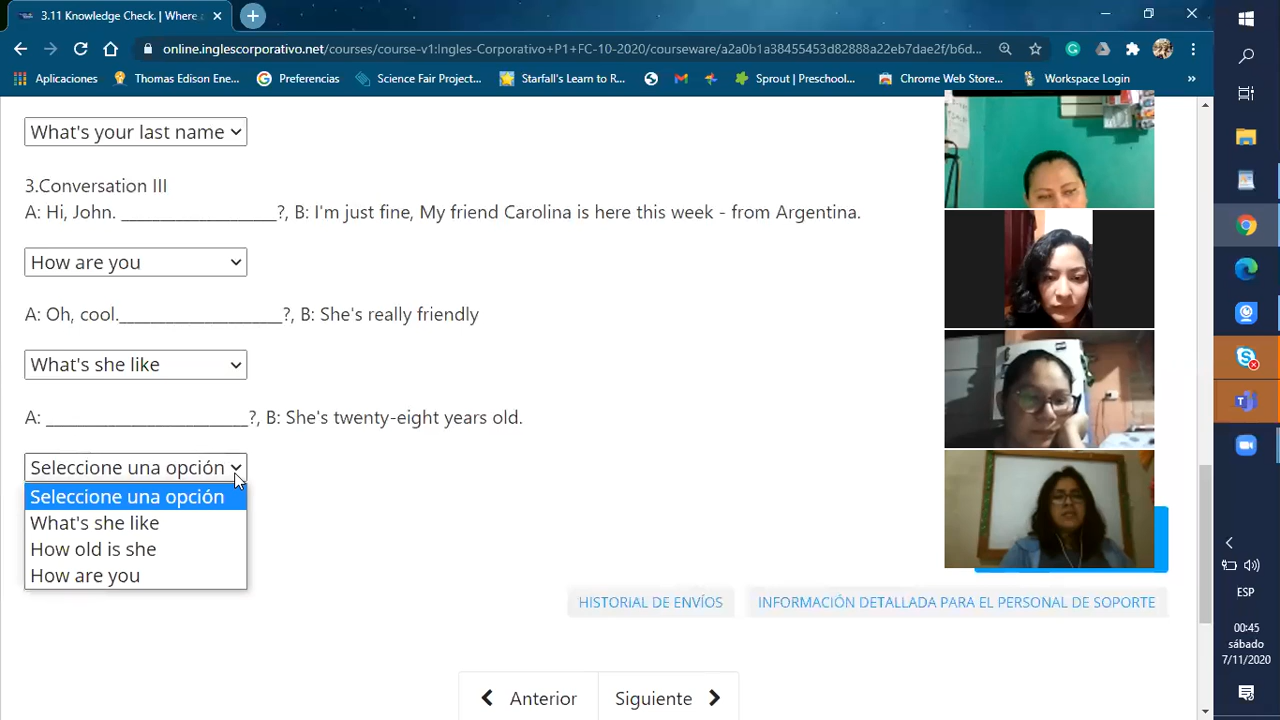 3.11 Knowledge Check. | Where a
online.inglescorporativo.net/courses/course-v1:Ingles-Corporativo+P1+FC-10-2020/courseware/a2a0b1a38455453d82888a22eb7dae2f/b6d...
Aplicaciones
Thomas Edison Ene...
Preferencias
Science Fair Project...
Starfall's Learn to R...
Sprout | Preschool...
Chrome Web Store...
Workspace Login
»
What's your last name
3.Conversation III
A: Hi, John. __________________?, B: I'm just fine, My friend Carolina is here this week - from Argentina.
How are you
A: Oh, cool.___________________?, B: She's really friendly
What's she like
A: _______________________?, B: She's twenty-eight years old.
Seleccione una opción
Seleccione una opción
What's she like
How old is she
How are you
HISTORIAL DE ENVÍOS
INFORMACIÓN DETALLADA PARA EL PERSONAL DE SOPORTE
Anterior
Siguiente
ESP
00:45
sábado
7/11/2020